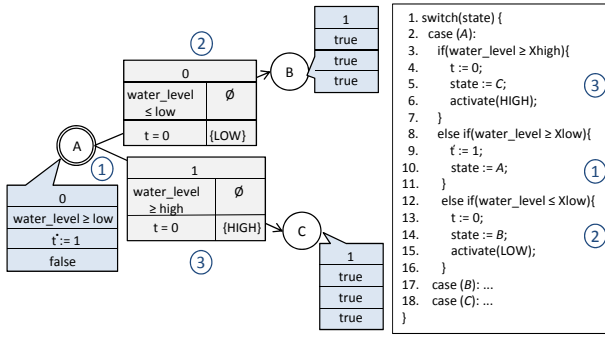 2
0
water_level
≤ low
Ø
t = 0
{LOW}
B
1
true
true
true
A
1
0
water_level ≥ low
ṫ := 1
false
1
water_level
≥ high
Ø
t = 0
{HIGH}
3
C
1
true
true
true
1. switch(state) {
2. case (A):
3. if(water_level ≥ Xhigh){
4. t := 0;
5. state := C;
6. activate(HIGH);
7. }
8. else if(water_level ≥ Xlow){
9. ṫ := 1;
10. state := A;
11. }
12. else if(water_level ≤ Xlow){
13. t := 0;
14. state := B;
15. activate(LOW);
16. }
17. case (B): ...
18. case (C): ...
}
3
1
2